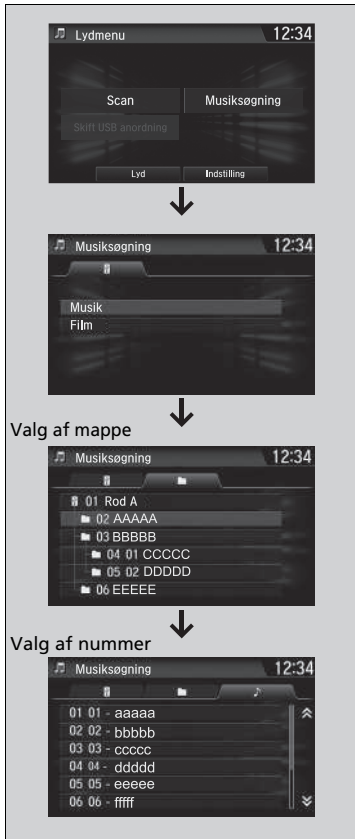 Lydmenu 12:34
Scan Musiksøgning
Skift USB anordning
Lyd Indstilling
Musiksøgning 12:34
Musik
Film
Valg af mappe
Musiksøgning 12:34
01 Rod A
02 AAAAA
03 BBBBB
04 01 CCCCC
05 02 DDDDD
06 EEEEE
Valg af nummer
Musiksøgning 12:34
01 01 - aaaaa
02 02 - bbbbb
03 03 - ccccc
04 04 - ddddd
05 05 - eeeee
06 06 - fffff